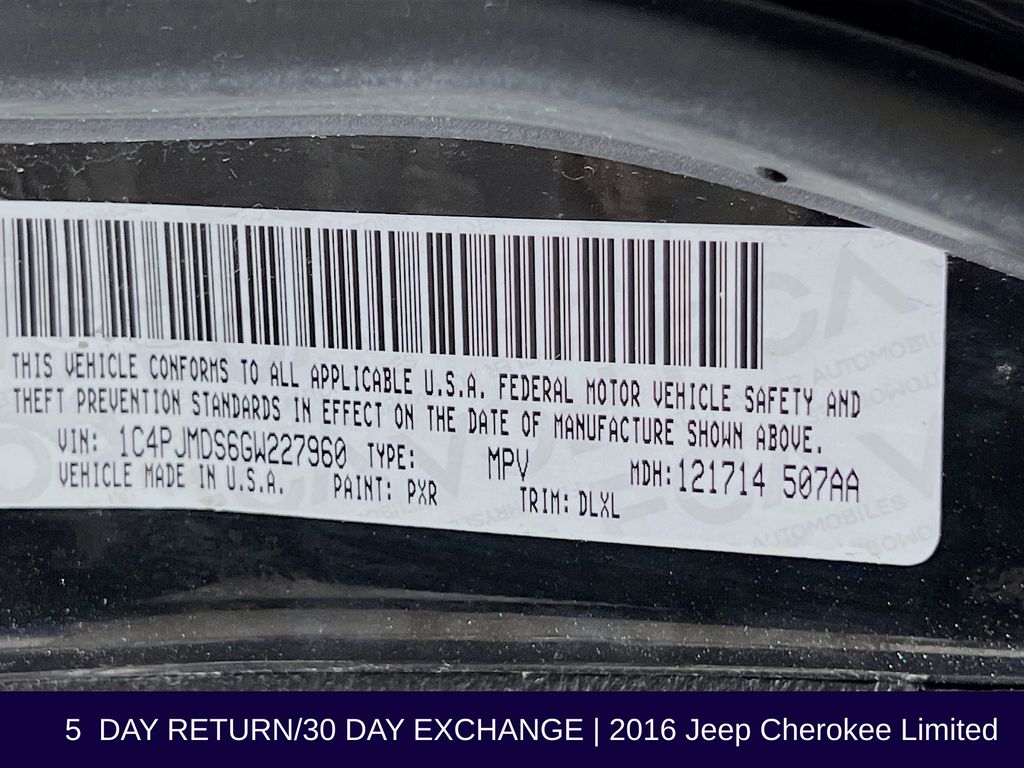 THIS VEHICLE CONFORMS TO ALL APPLICABLE U.S.A. FEDERAL MOTOR VEHICLE SAFETY AND
THEFT PREVENTION STANDARDS IN EFFECT ON THE DATE OF MANUFACTURE SHOWN ABOVE.
VIN: 1C4PJMDS6GW227960 TYPE: MPV MDH:121714 507AA
VEHICLE MADE IN U.S.A. PAINT: PXR TRIM: DLXL
AUTOMOBILES
5 DAY RETURN/30 DAY EXCHANGE | 2016 Jeep Cherokee Limited